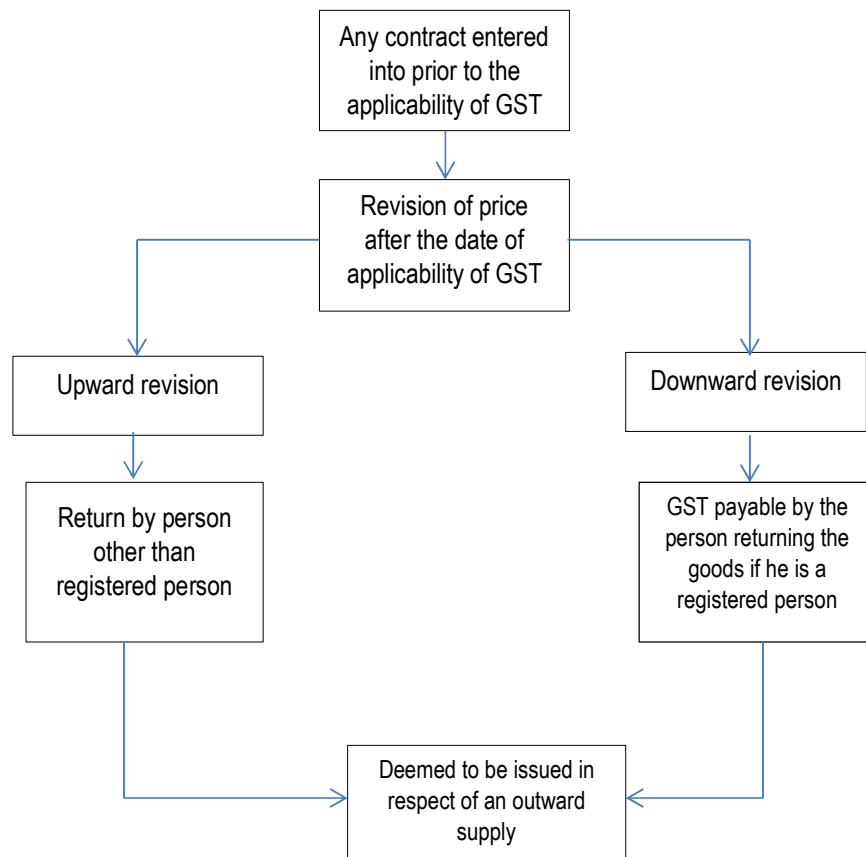 Any contract entered
into prior to the
applicability of GST
Revision of price
after the date of
applicability of GST
Upward revision
Downward revision
Return by person
other than
registered person
GST payable by the
person returning the
goods if he is a
registered person
Deemed to be issued in
respect of an outward
supply